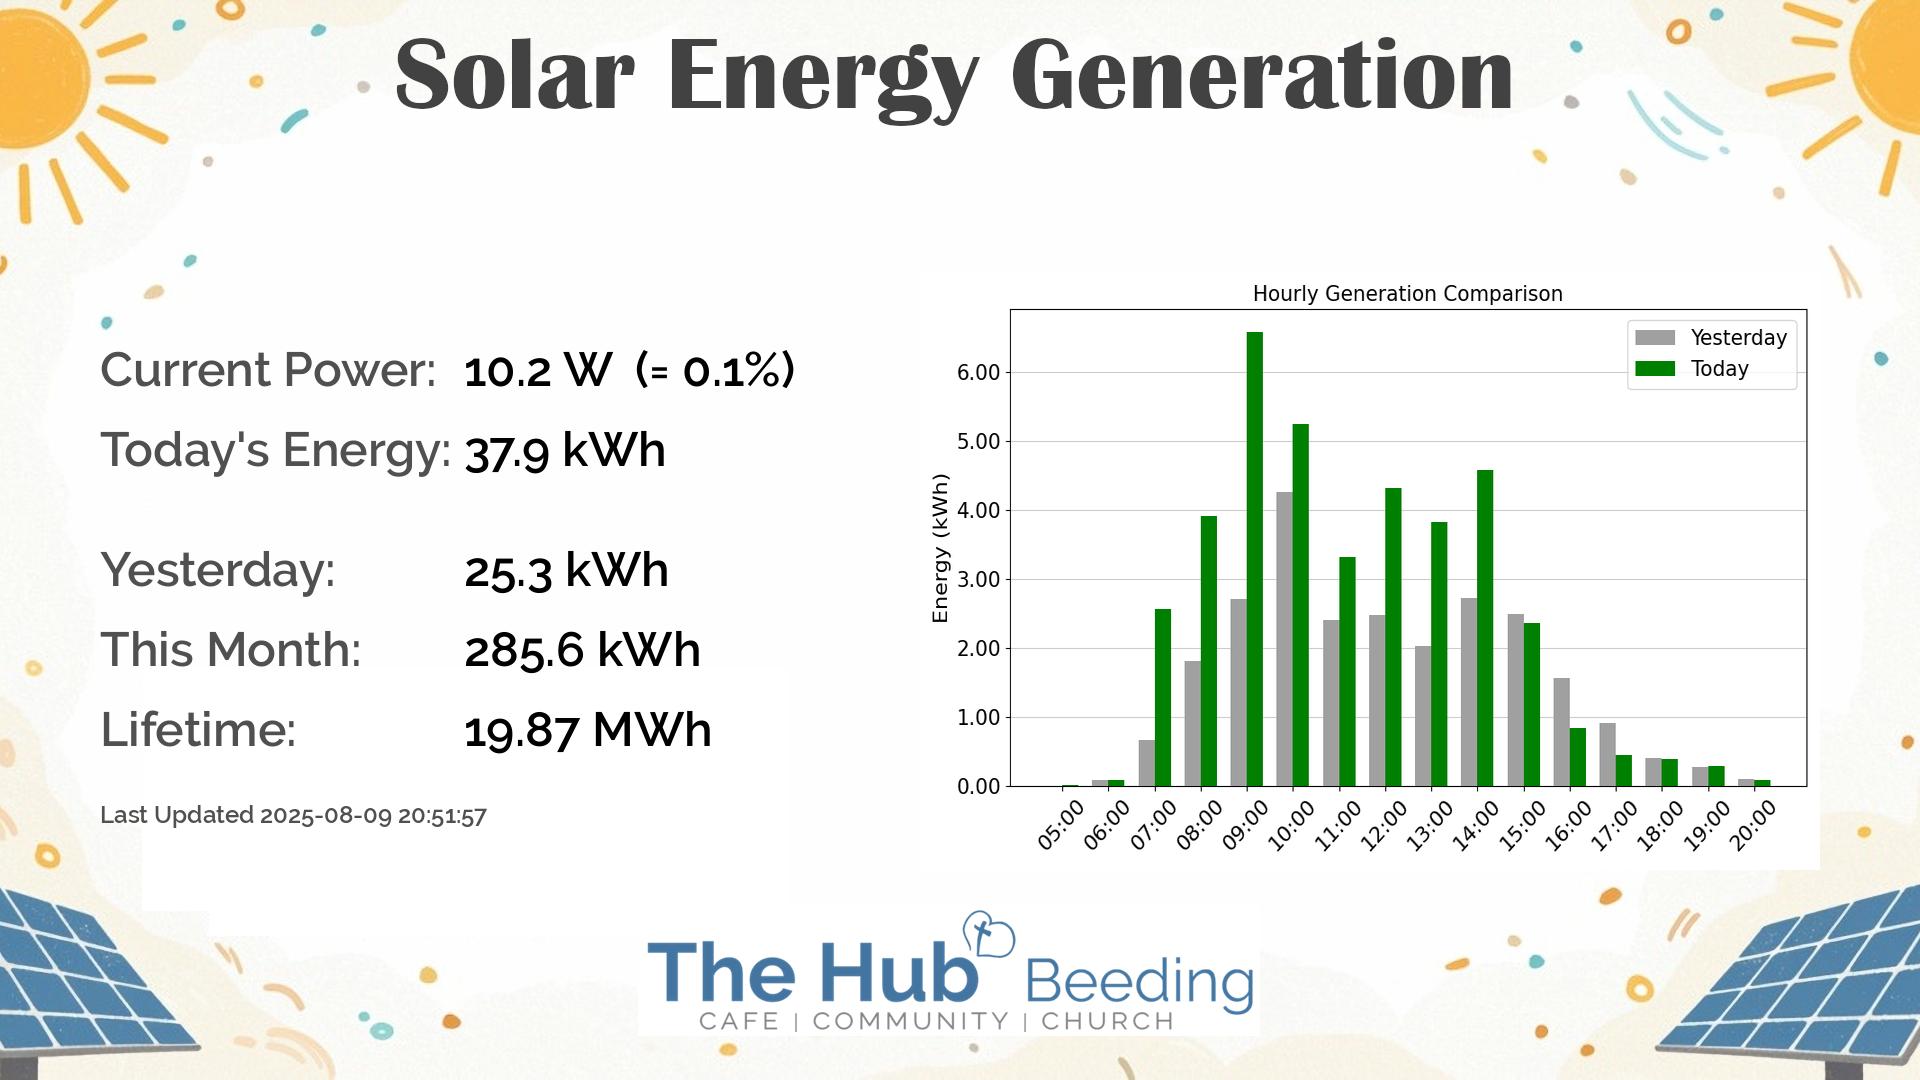 Solar Energy Generation
Current Power: 10.2 W (= 0.1%)
Today's Energy: 37.9 kWh
Yesterday: 25.3 kWh
This Month: 285.6 kWh
Lifetime: 19.87 MWh
Last Updated 2025-08-09 20:51:57
Hourly Generation Comparison
Yesterday
Today
Energy (kWh)
6.00
5.00
4.00
3.00
2.00
1.00
0.00
05:00 06:00 07:00 08:00 09:00 10:00 11:00 12:00 13:00 14:00 15:00 16:00 17:00 18:00 19:00 20:00
The Hub Beeding
CAFE | COMMUNITY | CHURCH